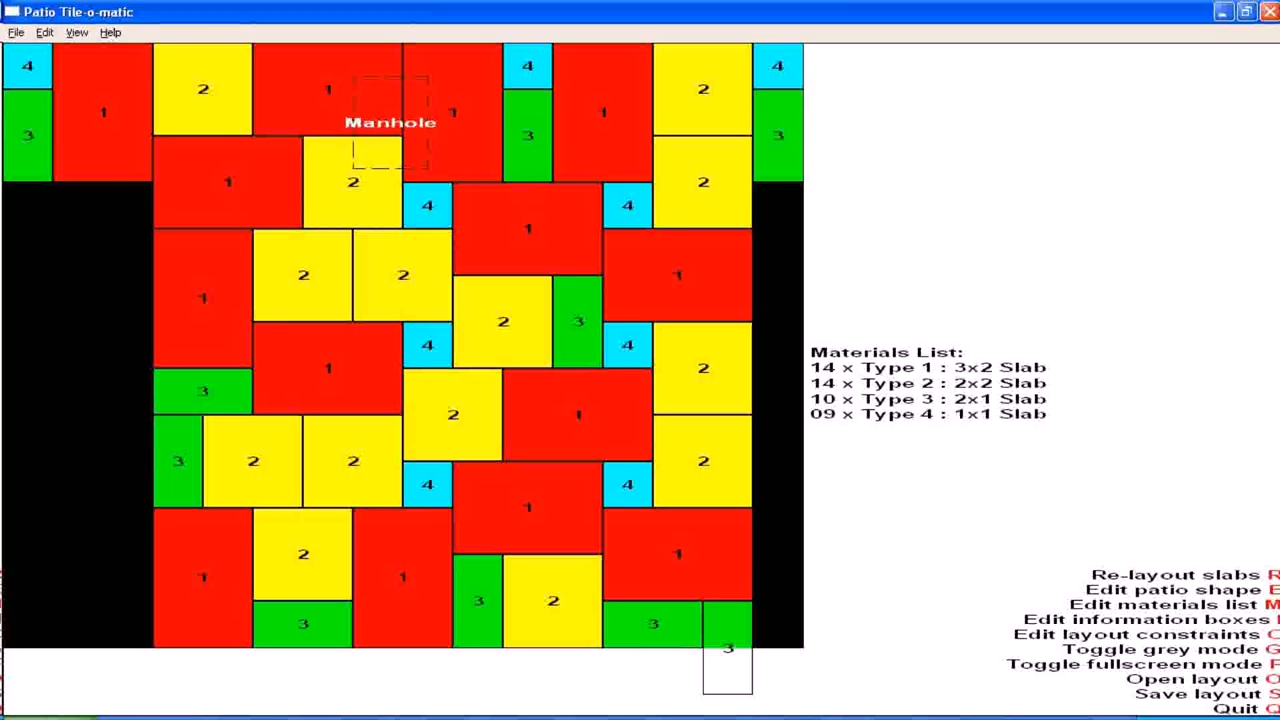 Patio Tile-o-matic
File Edit View Help
4 1 2 1 1 4 1 2 4
3 3 3
Manhole
1 2 2
4 1 4
1 2 2 1
2 3
4 4
3 1 2
2 1
3 2 2 2
4 1 4
1 2 1 1
3 2
3 3 3
Materials List:
14 x Type 1 : 3x2 Slab
14 x Type 2 : 2x2 Slab
10 x Type 3 : 2x1 Slab
09 x Type 4 : 1x1 Slab
Re-layout slabs R
Edit patio shape E
Edit materials list M
Edit information boxes
Edit layout constraints C
Toggle grey mode G
Toggle fullscreen mode F
Open layout O
Save layout S
Quit Q